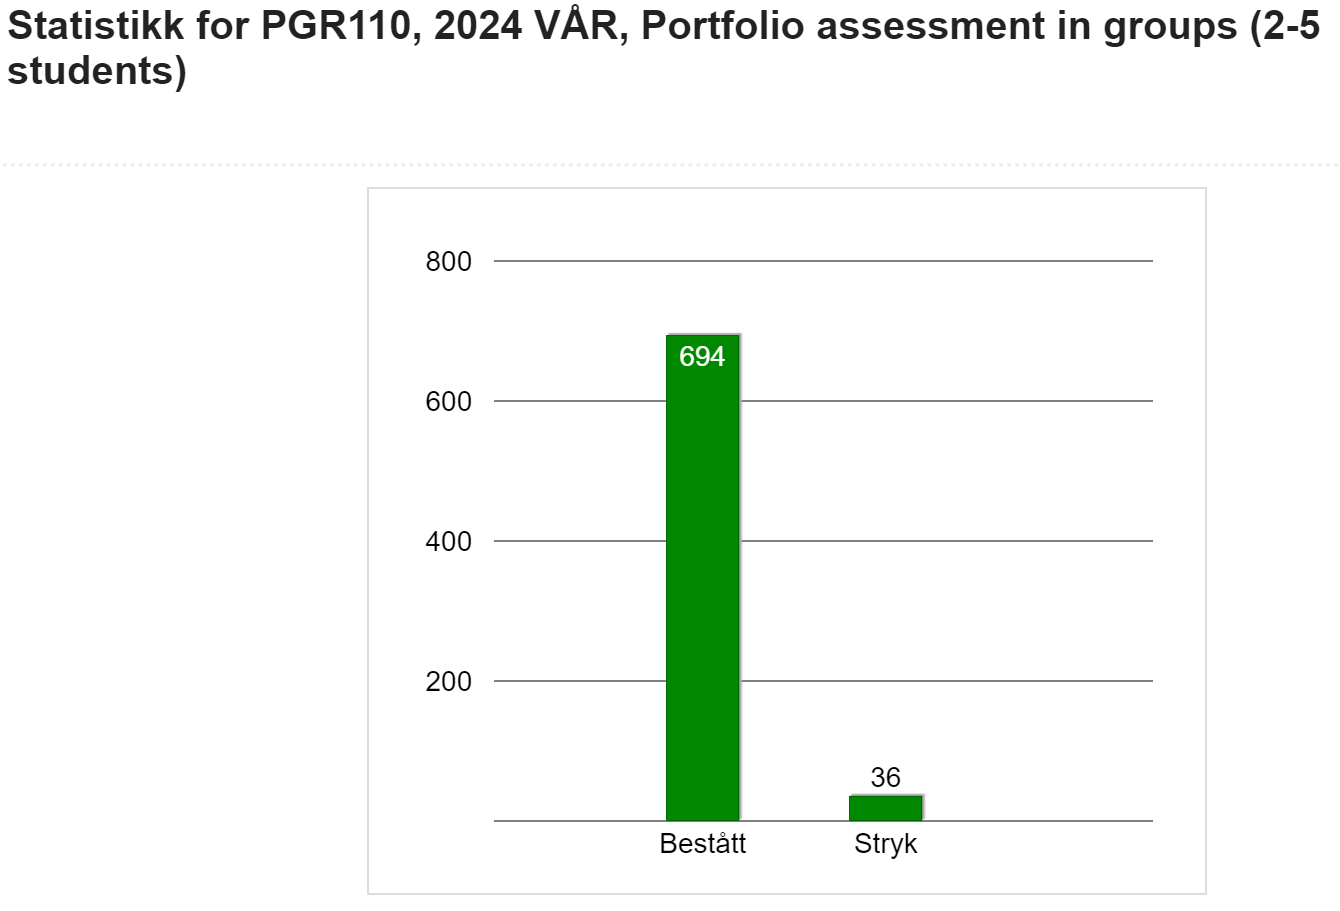 Statistikk for PGR110, 2024 VÅR, Portfolio assessment in groups (2-5
students)
800
694
600
400
200
36
Bestått
Stryk